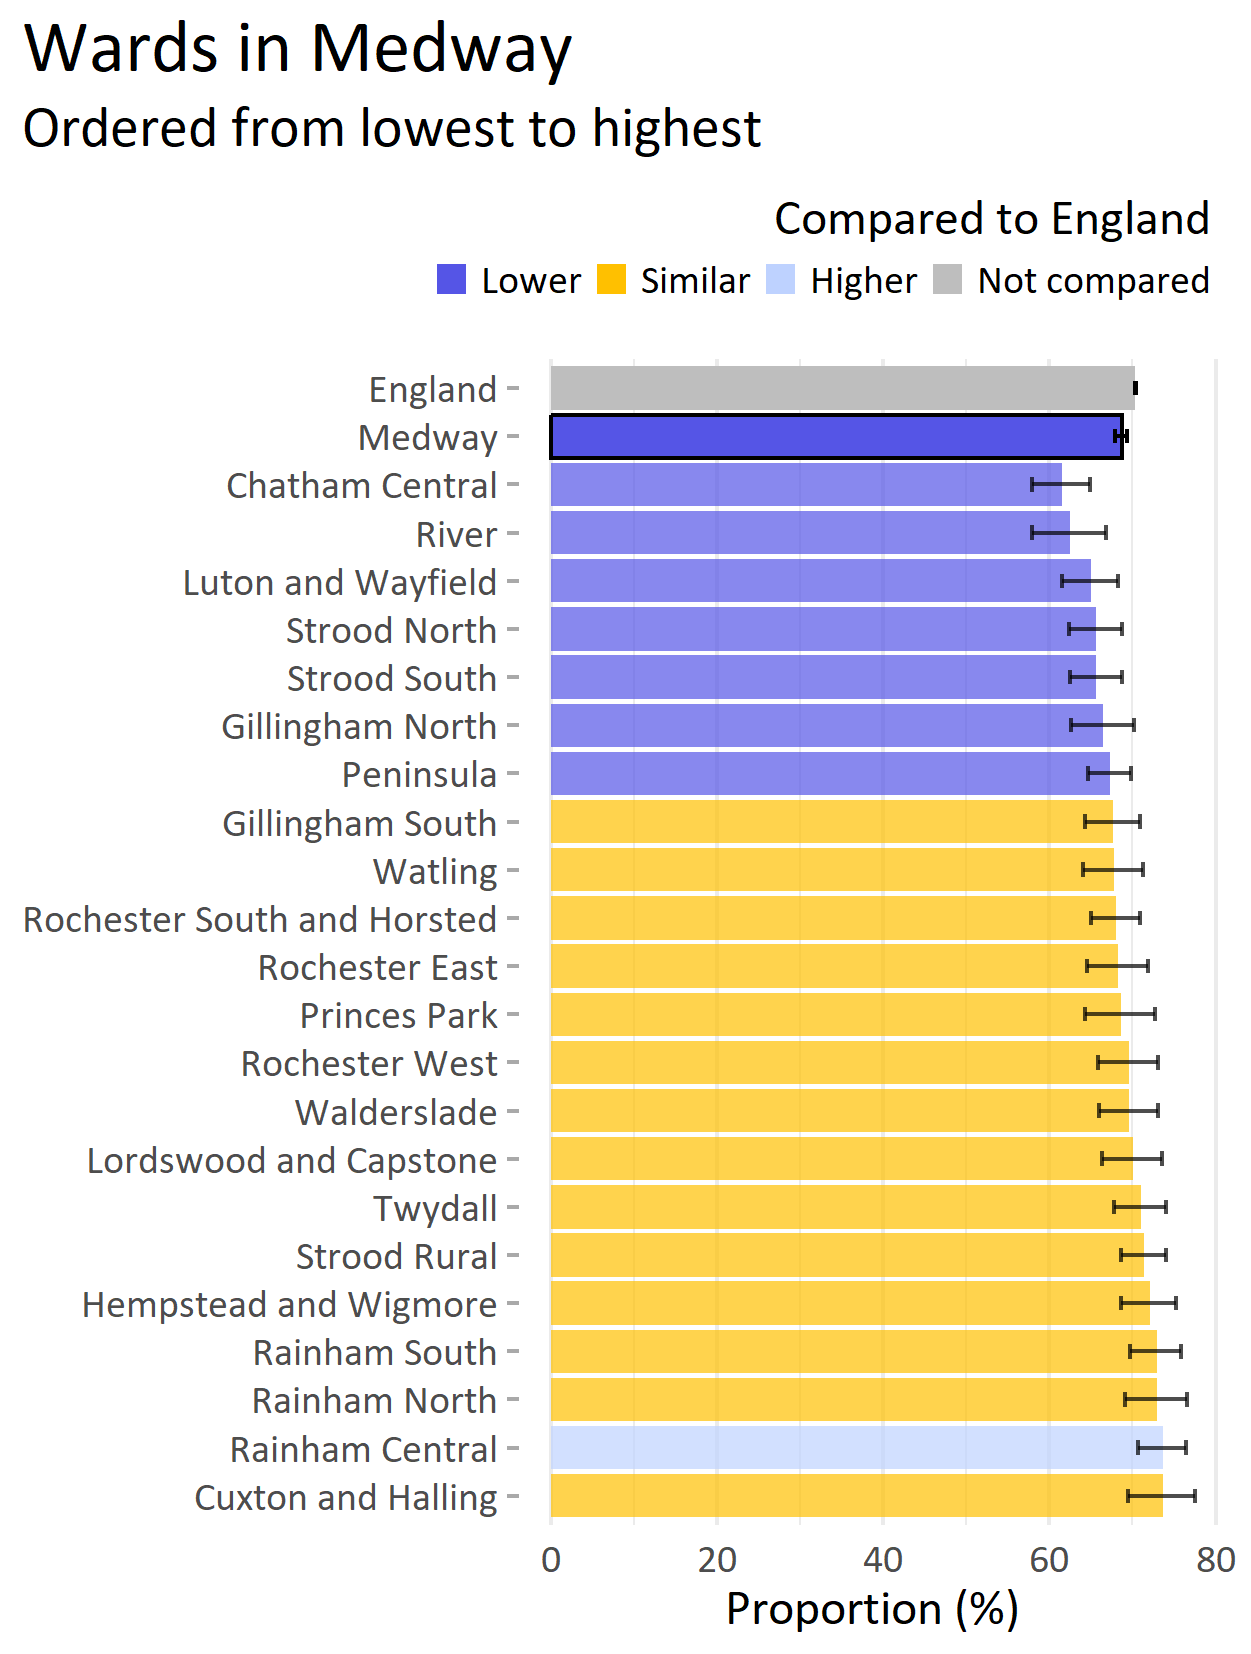 Wards in Medway
Ordered from lowest to highest
Compared to England
Lower Similar Higher Not compared
England
Medway
Chatham Central
River
Luton and Wayfield
Strood North
Strood South
Gillingham North
Peninsula
Gillingham South
Watling
Rochester South and Horsted
Rochester East
Princes Park
Rochester West
Walderslade
Lordswood and Capstone
Twydall
Strood Rural
Hempstead and Wigmore
Rainham South
Rainham North
Rainham Central
Cuxton and Halling
0 20 40 60 80
Proportion (%)